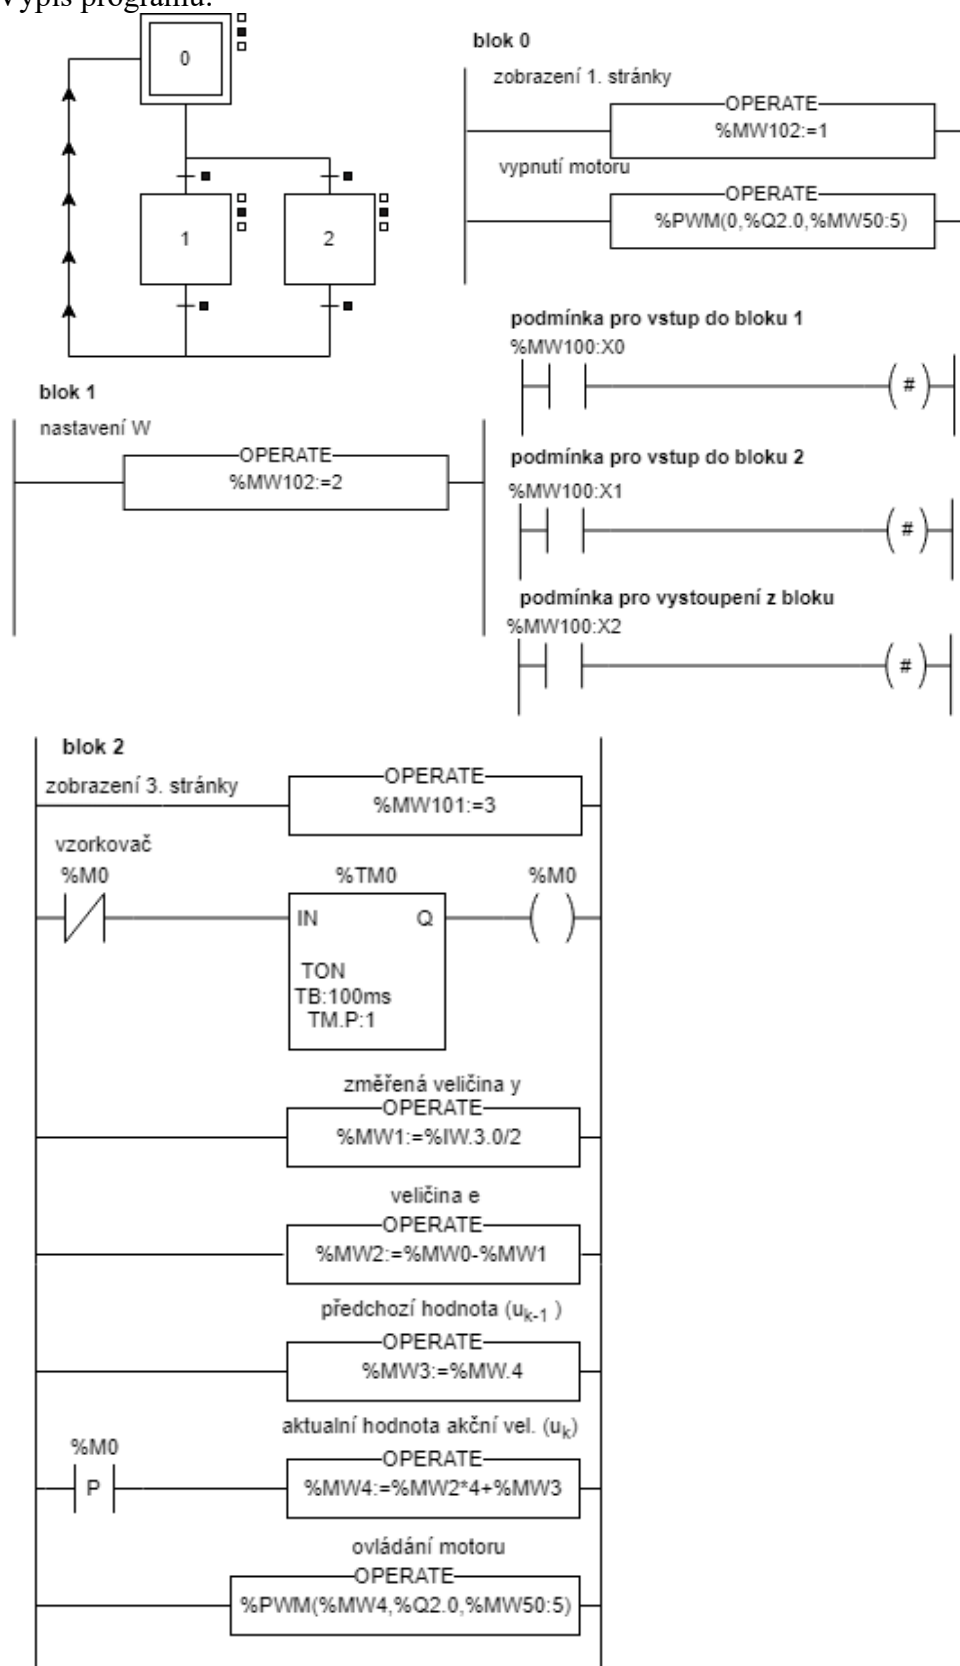 Výpis programu:
0
1
2
blok 0
zobrazení 1. stránky
OPERATE
%MW102:=1
vypnutí motoru
OPERATE
%PWM(0,%Q2.0,%MW50:5)
podmínka pro vstup do bloku 1
%MW100:X0
#
podmínka pro vstup do bloku 2
%MW100:X1
#
podmínka pro vystoupení z bloku
%MW100:X2
#
blok 1
nastavení W
OPERATE
%MW102:=2
blok 2
zobrazení 3. stránky
OPERATE
%MW101:=3
vzorkovač
%M0
%TM0
%M0
IN Q
TON
TB:100ms
TM.P:1
změřená veličina y
OPERATE
%MW1:=%IW.3.0/2
veličina e
OPERATE
%MW2:=%MW0-%MW1
předchozí hodnota (uk-1 )
OPERATE
%MW3:=%MW.4
aktualní hodnota akční vel. (uk)
%M0
P
OPERATE
%MW4:=%MW2*4+%MW3
ovládání motoru
OPERATE
%PWM(%MW4,%Q2.0,%MW50:5)